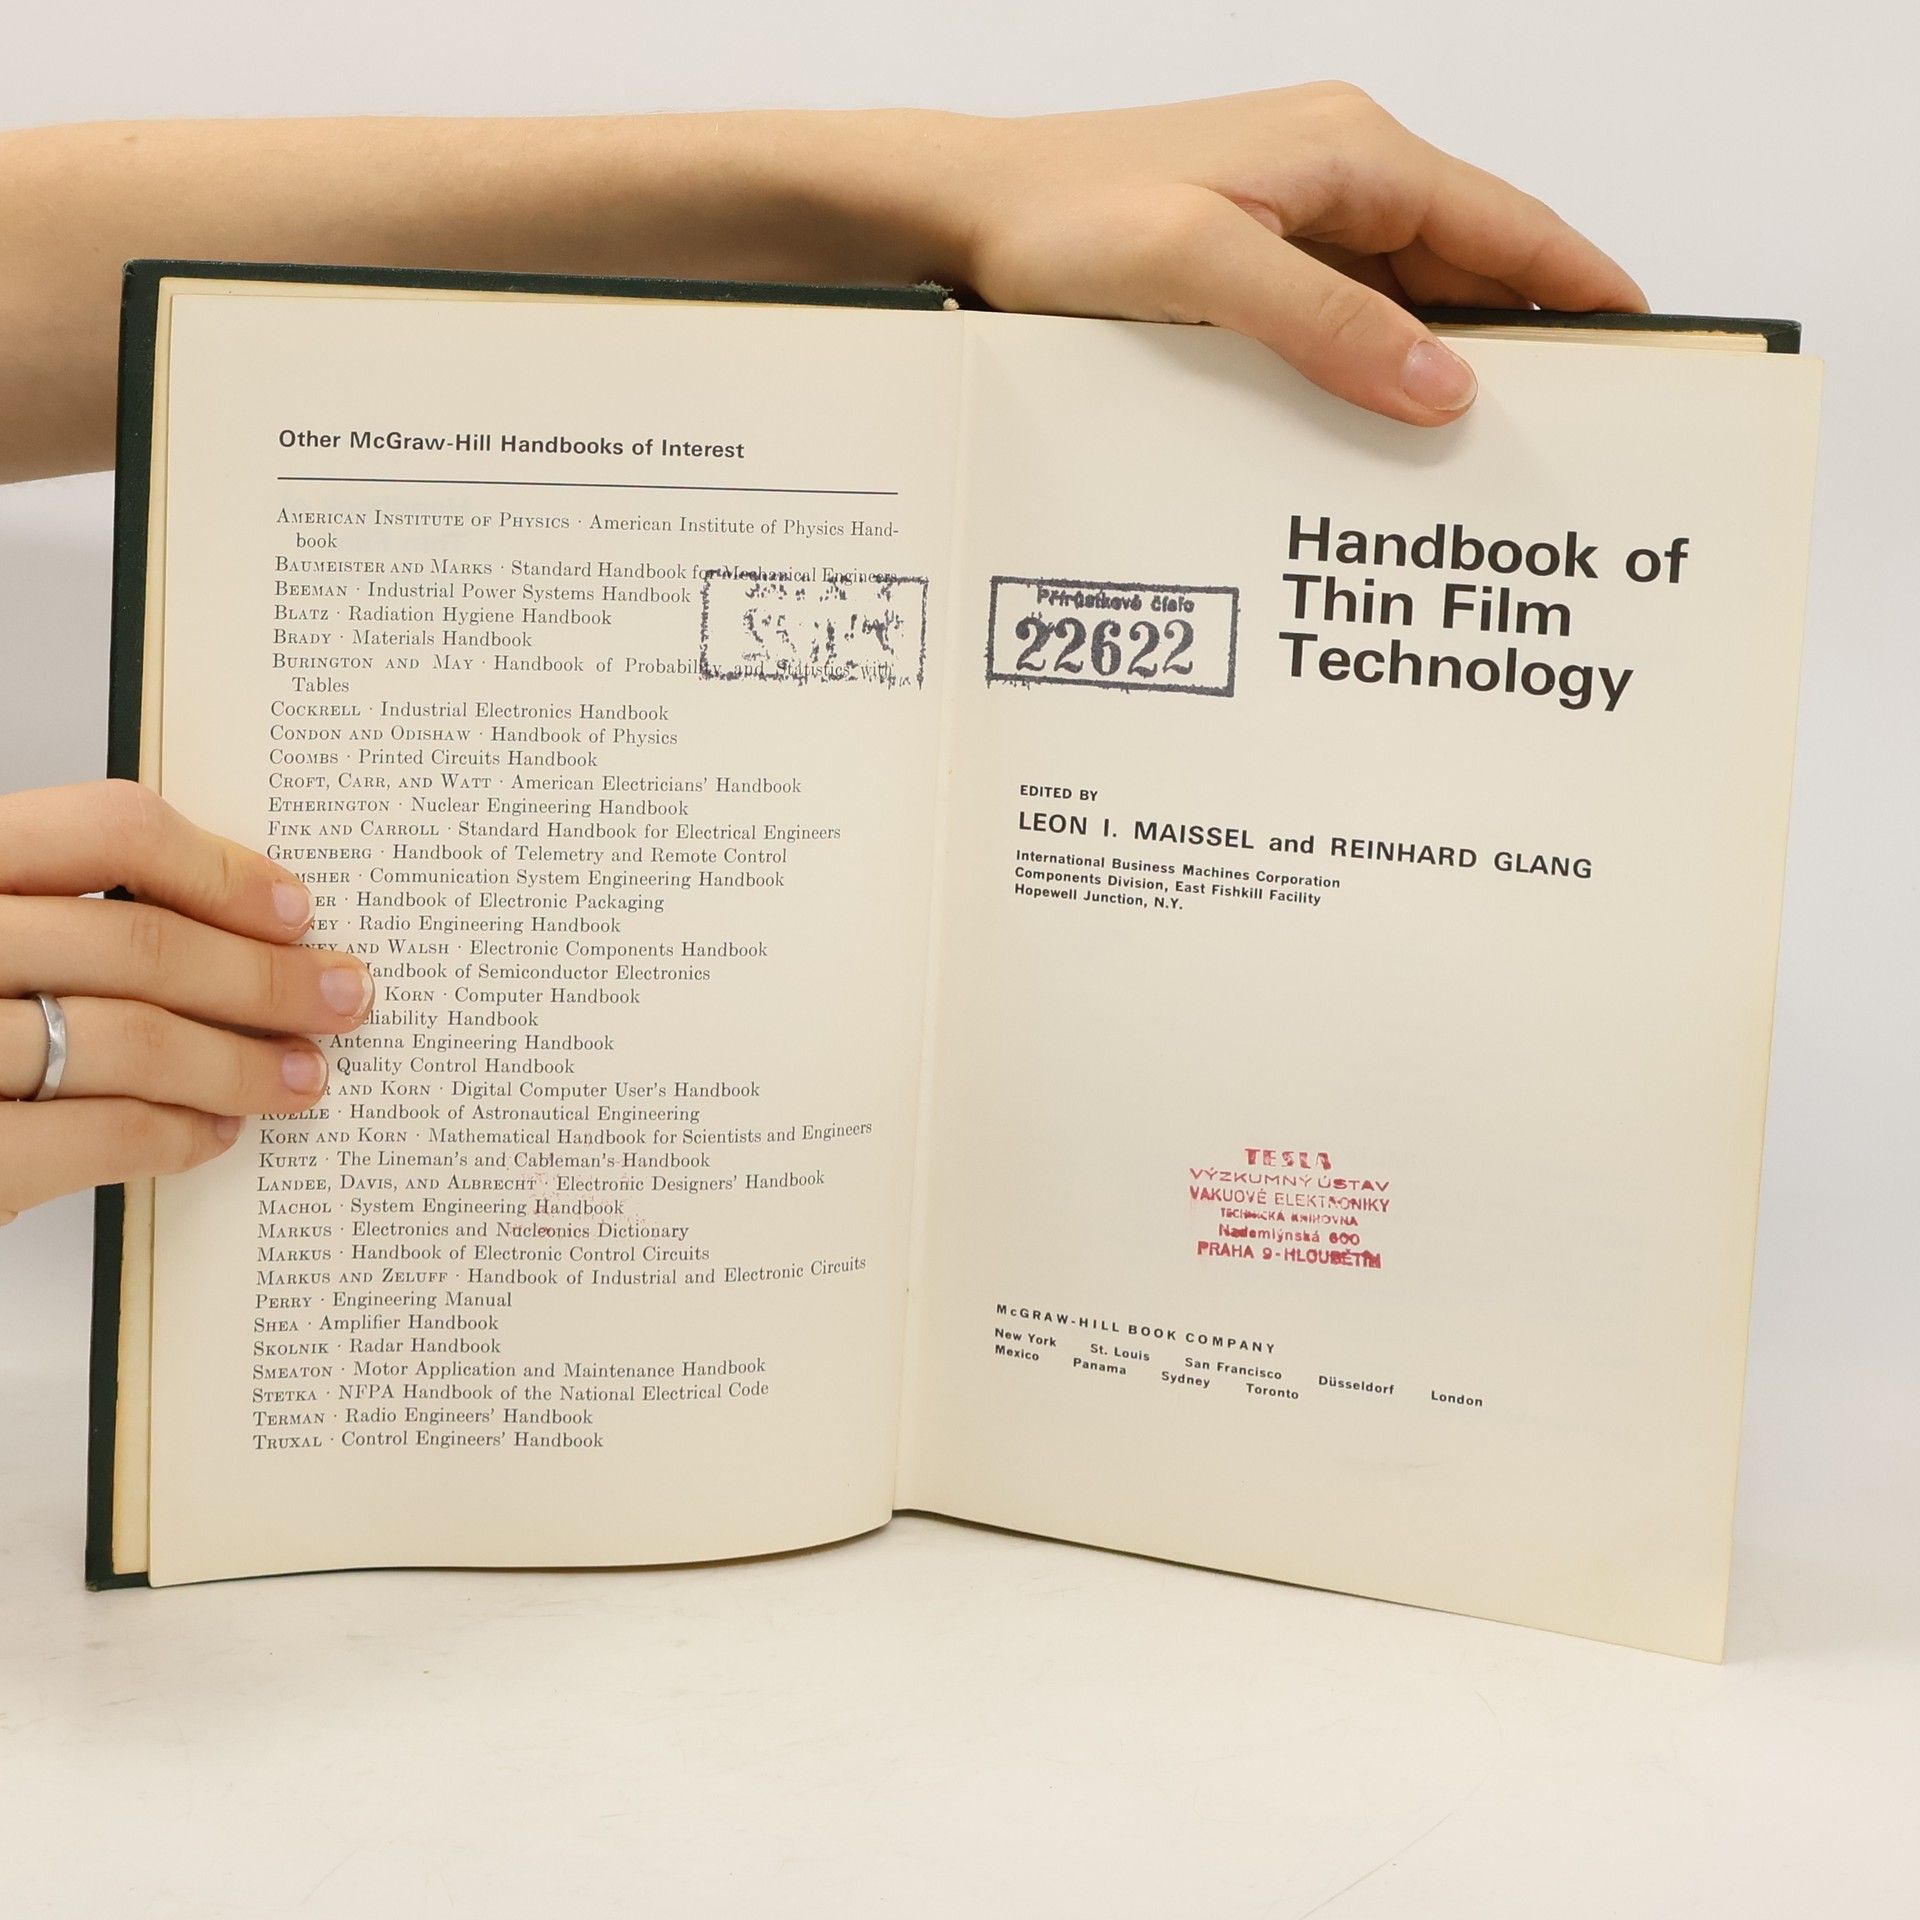 Other McGraw-Hill Handbooks of Interest
AMERICAN INSTITUTE OF PHYSICS · American Institute of Physics Hand-
book
BAUMEISTER AND MARKS · Standard Handbook for Mechanical Engineers
BEEMAN · Industrial Power Systems Handbook
BLATZ · Radiation Hygiene Handbook
BRADY · Materials Handbook
BURINGTON AND MAY · Handbook of Probability and Statistics with
Tables
COCKRELL · Industrial Electronics Handbook
CONDON AND ODISHAW · Handbook of Physics
COOMBS · Printed Circuits Handbook
CROFT, CARR, AND WATT · American Electricians' Handbook
ETHERINGTON · Nuclear Engineering Handbook
FINK AND CARROLL · Standard Handbook for Electrical Engineers
GRUENBERG · Handbook of Telemetry and Remote Control
· Communication System Engineering Handbook
· Handbook of Electronic Packaging
· Radio Engineering Handbook
AND WALSH · Electronic Components Handbook
Handbook of Semiconductor Electronics
KORN · Computer Handbook
Handbook
· Antenna Engineering Handbook
Quality Control Handbook
AND KORN · Digital Computer User's Handbook
KOELLE · Handbook of Astronautical Engineering
KORN AND KORN · Mathematical Handbook for Scientists and Engineers
KURTZ · The Lineman's and Cableman's Handbook
LANDEE, DAVIS, AND ALBRECHT · Electronic Designers' Handbook
MACHOL · System Engineering Handbook
MARKUS · Electronics and Nucleonics Dictionary
MARKUS · Handbook of Electronic Control Circuits
MARKUS AND ZELUFF · Handbook of Industrial and Electronic Circuits
PERRY · Engineering Manual
SHEA · Amplifier Handbook
SKOLNIK · Radar Handbook
SMEATON · Motor Application and Maintenance Handbook
STETKA · NFPA Handbook of the National Electrical Code
TERMAN · Radio Engineers' Handbook
TRUXAL · Control Engineers' Handbook
Handbook of
Thin Film
Technology
Přírůstkové číslo
22622
EDITED BY
LEON I. MAISSEL and REINHARD GLANG
International Business Machines Corporation
Components Division, East Fishkill Facility
Hopewell Junction, N.Y.
TESLA
VÝZKUMNÝ ÚSTAV
VAKUOVÉ ELEKTRONIKY
TECHNICKÁ KNIHOVNA
Nademlýnská 600
PRAHA 9-HLOUBĚTÍN
McGRAW-HILL BOOK COMPANY
New York St. Louis San Francisco Düsseldorf London
Mexico Panama Sydney Toronto